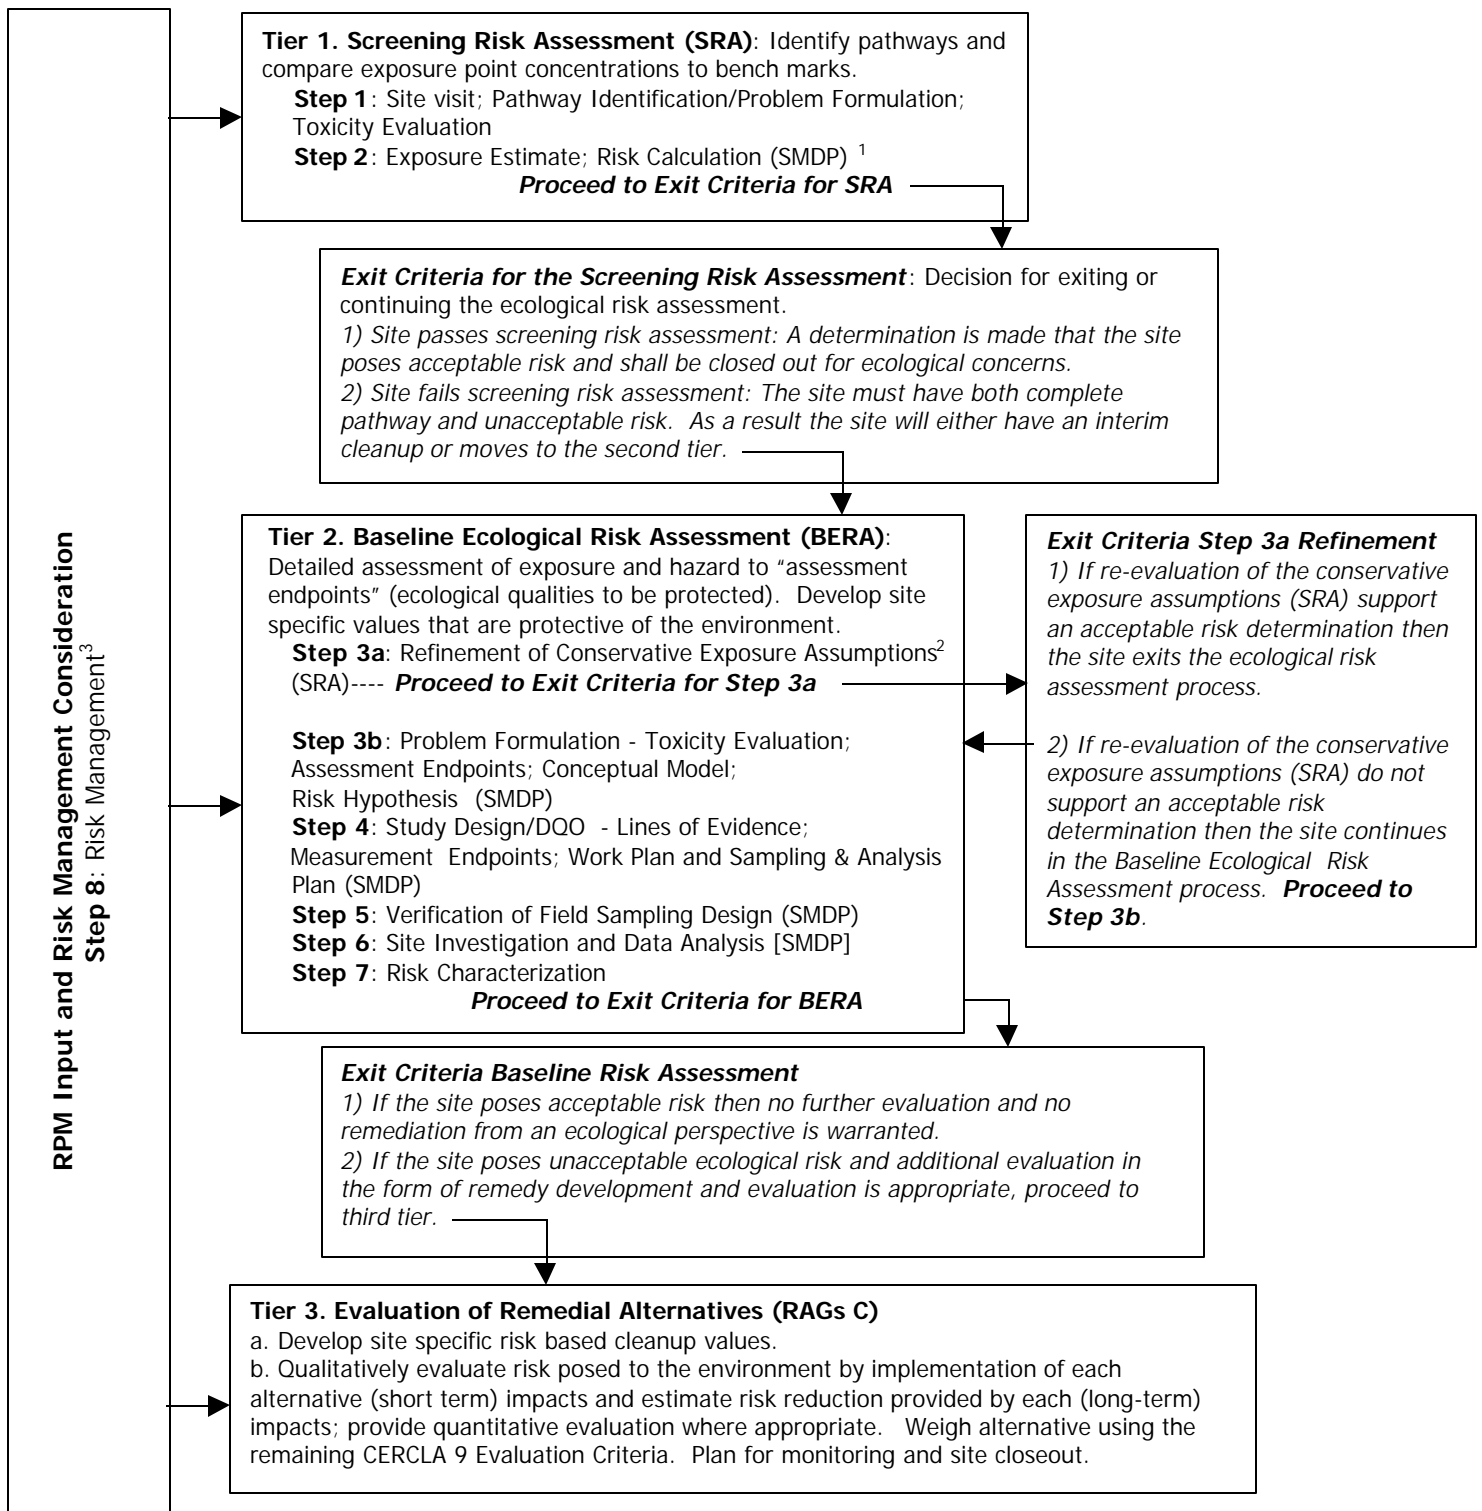 RPM Input and Risk Management Consideration
Step 8: Risk Management3
Tier 1. Screening Risk Assessment (SRA): Identify pathways and
compare exposure point concentrations to bench marks.
Step 1: Site visit; Pathway Identification/Problem Formulation;
Toxicity Evaluation
Step 2: Exposure Estimate; Risk Calculation (SMDP) 1
Proceed to Exit Criteria for SRA
Exit Criteria for the Screening Risk Assessment: Decision for exiting or
continuing the ecological risk assessment.
1) Site passes screening risk assessment: A determination is made that the site
poses acceptable risk and shall be closed out for ecological concerns.
2) Site fails screening risk assessment: The site must have both complete
pathway and unacceptable risk. As a result the site will either have an interim
cleanup or moves to the second tier.
Tier 2. Baseline Ecological Risk Assessment (BERA):
Detailed assessment of exposure and hazard to “assessment
endpoints” (ecological qualities to be protected). Develop site
specific values that are protective of the environment.
Step 3a: Refinement of Conservative Exposure Assumptions2
(SRA)---- Proceed to Exit Criteria for Step 3a
Step 3b: Problem Formulation - Toxicity Evaluation;
Assessment Endpoints; Conceptual Model;
Risk Hypothesis (SMDP)
Step 4: Study Design/DQO - Lines of Evidence;
Measurement Endpoints; Work Plan and Sampling & Analysis
Plan (SMDP)
Step 5: Verification of Field Sampling Design (SMDP)
Step 6: Site Investigation and Data Analysis [SMDP]
Step 7: Risk Characterization
Proceed to Exit Criteria for BERA
Exit Criteria Step 3a Refinement
1) If re-evaluation of the conservative
exposure assumptions (SRA) support
an acceptable risk determination then
the site exits the ecological risk
assessment process.
2) If re-evaluation of the conservative
exposure assumptions (SRA) do not
support an acceptable risk
determination then the site continues
in the Baseline Ecological Risk
Assessment process. Proceed to
Step 3b.
Exit Criteria Baseline Risk Assessment
1) If the site poses acceptable risk then no further evaluation and no
remediation from an ecological perspective is warranted.
2) If the site poses unacceptable ecological risk and additional evaluation in
the form of remedy development and evaluation is appropriate, proceed to
third tier.
Tier 3. Evaluation of Remedial Alternatives (RAGs C)
a. Develop site specific risk based cleanup values.
b. Qualitatively evaluate risk posed to the environment by implementation of each
alternative (short term) impacts and estimate risk reduction provided by each (long-term)
impacts; provide quantitative evaluation where appropriate. Weigh alternative using the
remaining CERCLA 9 Evaluation Criteria. Plan for monitoring and site closeout.